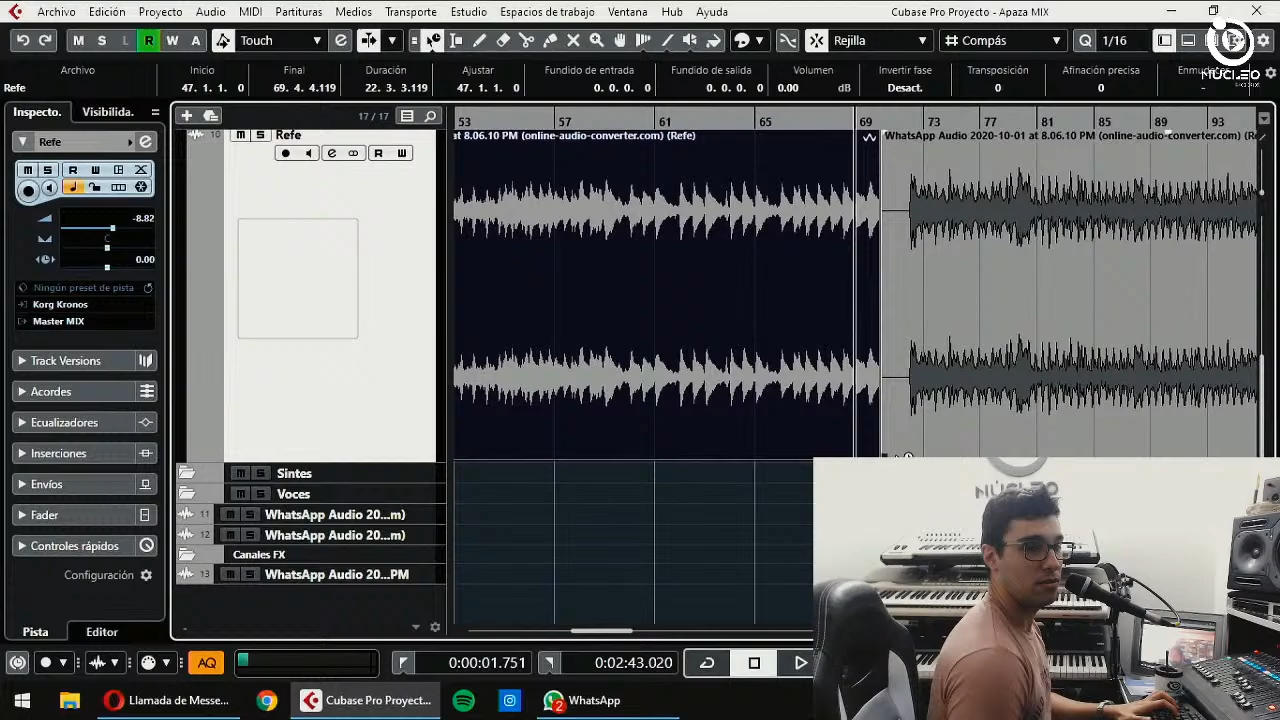 Archivo Edición Proyecto Audio MIDI Partituras Medios Transporte Estudio Espacios de trabajo Ventana Hub Ayuda Cubase Pro Proyecto - Apaza MIX
M S L R W A Touch Rejilla Compás Q 1/16
Archivo Inicio Final Duración Ajustar Fundido de entrada Fundido de salida Volumen Invertir fase Transposición Afinación precisa
Refe 47. 1. 1. 0 69. 4. 4.119 22. 3. 3.119 47. 1. 1. 0 0. 0. 0. 0 0. 0. 0. 0 0.00 dB Desact. 0 0 -
NÚCLEO
Inspecto. Visibilida. 17 / 17 53 57 61 65 69 73 77 81 85 89 93
10 M S Refe at 8.06.10 PM (online-audio-converter.com) (Refe) WhatsApp Audio 2020-10-01 at 8.06.10 PM (online-audio-converter.com) (Re
Refe
R W
M S R W
-8.82
C
0.00
Ningún preset de pista
Korg Kronos
Master MIX
Track Versions
Acordes
Ecualizadores
Inserciones
Envíos
Fader
Controles rápidos
Configuración
Pista Editor
M S Sintes
M S Voces
11 M S WhatsApp Audio 20...m)
12 M S WhatsApp Audio 20...m)
Canales FX
13 M S WhatsApp Audio 20...PM
NÚCLEO
AQ 0:00:01.751 0:02:43.020
Llamada de Messe... Cubase Pro Proyect... 2 WhatsApp